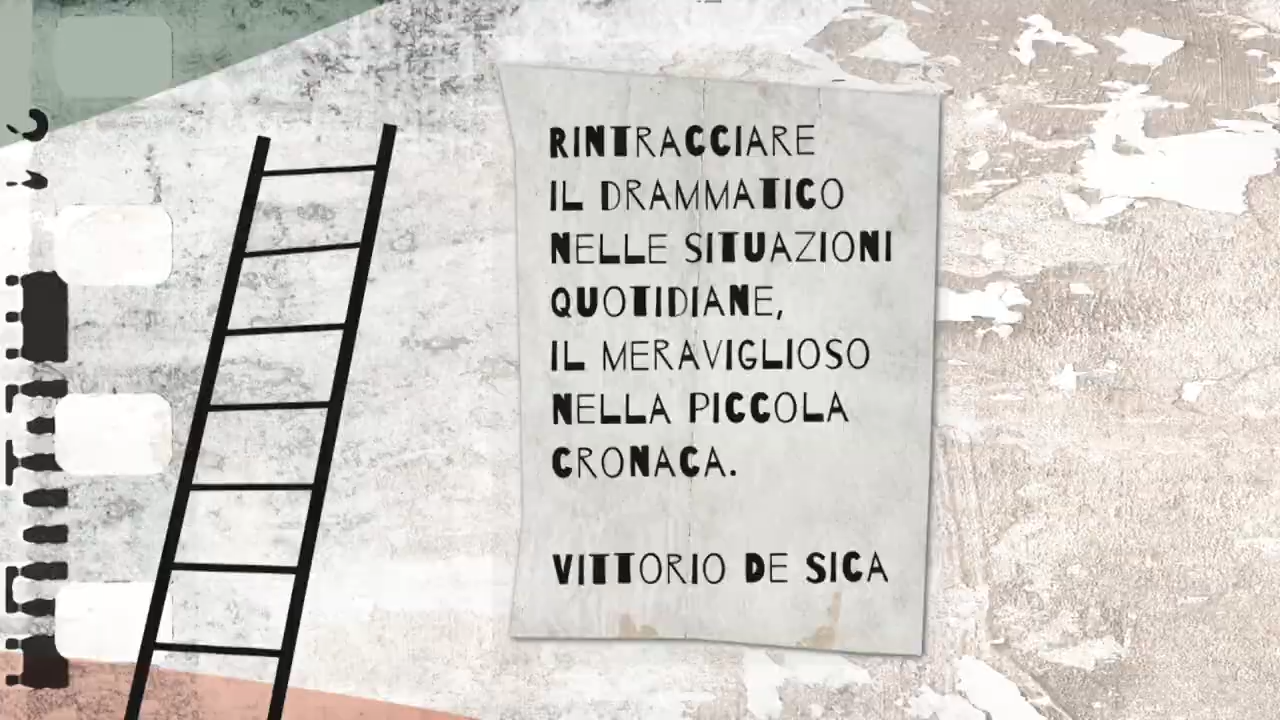 RINTRACCIARE
IL DRAMMATICO
NELLE SITUAZIONI
QUOTIDIANE,
IL MERAVIGLIOSO
NELLA PICCOLA
CRONACA.
VITTORIO DE SICA